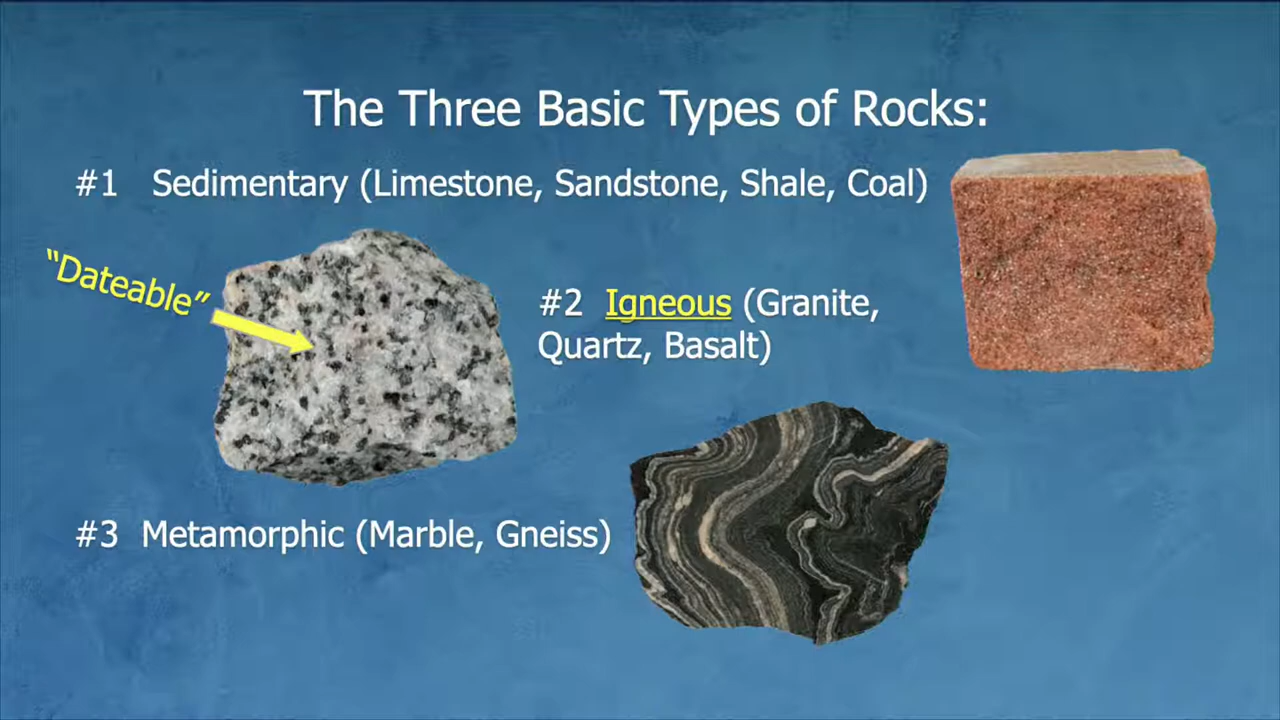 The Three Basic Types of Rocks:
#1 Sedimentary (Limestone, Sandstone, Shale, Coal)
“Dateable”
#2 Igneous (Granite,
Quartz, Basalt)
#3 Metamorphic (Marble, Gneiss)